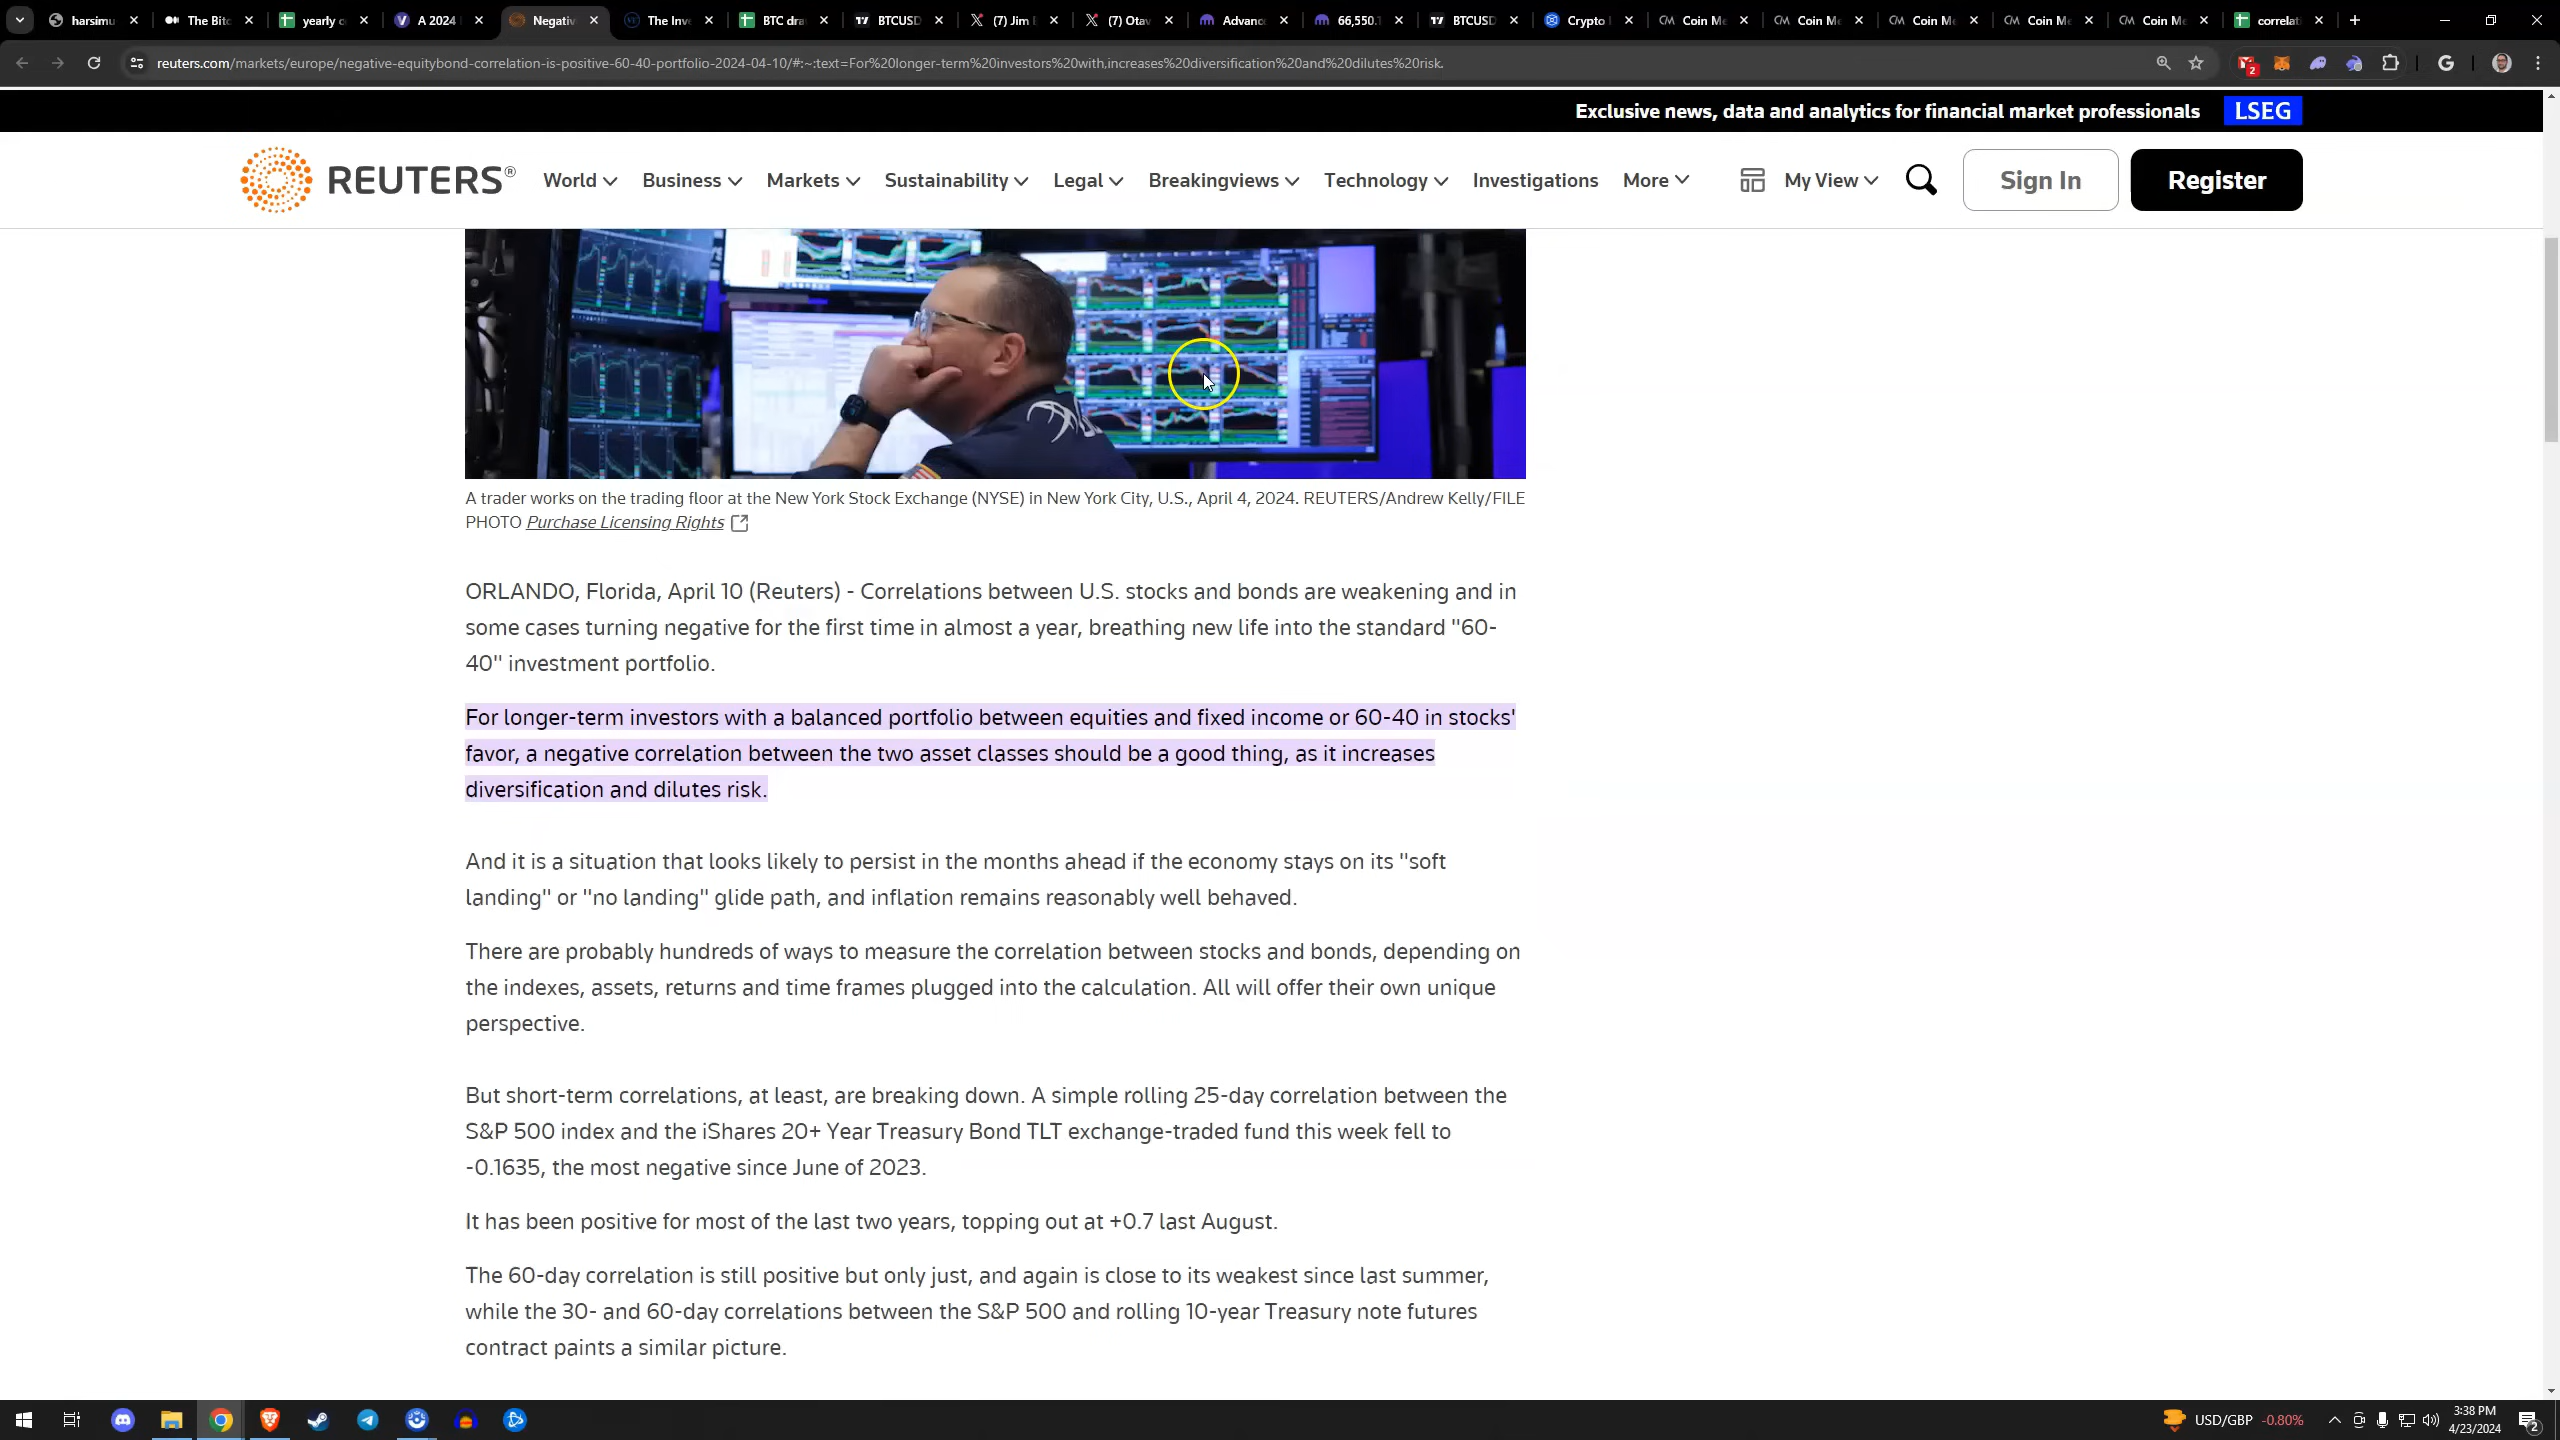 harsimu
The Bitc
yearly c
A 2024
Negativ
The Inv
BTC dra
BTCUSD
(7) Jim
(7) Otav
Advanc
66,550.
BTCUSD
Crypto
Coin Me
Coin Me
Coin Me
Coin Me
Coin Me
correlat
reuters.com/markets/europe/negative-equitybond-correlation-is-positive-60-40-portfolio-2024-04-10/#:~:text=For%20longer-term%20investors%20with,increases%20diversification%20and%20dilutes%20risk.
2
Exclusive news, data and analytics for financial market professionals LSEG
REUTERS® World Business Markets Sustainability Legal Breakingviews Technology Investigations More My View Sign In Register
A trader works on the trading floor at the New York Stock Exchange (NYSE) in New York City, U.S., April 4, 2024. REUTERS/Andrew Kelly/FILE
PHOTO Purchase Licensing Rights
ORLANDO, Florida, April 10 (Reuters) - Correlations between U.S. stocks and bonds are weakening and in
some cases turning negative for the first time in almost a year, breathing new life into the standard "60-
40" investment portfolio.
For longer-term investors with a balanced portfolio between equities and fixed income or 60-40 in stocks'
favor, a negative correlation between the two asset classes should be a good thing, as it increases
diversification and dilutes risk.
And it is a situation that looks likely to persist in the months ahead if the economy stays on its "soft
landing" or "no landing" glide path, and inflation remains reasonably well behaved.
There are probably hundreds of ways to measure the correlation between stocks and bonds, depending on
the indexes, assets, returns and time frames plugged into the calculation. All will offer their own unique
perspective.
But short-term correlations, at least, are breaking down. A simple rolling 25-day correlation between the
S&P 500 index and the iShares 20+ Year Treasury Bond TLT exchange-traded fund this week fell to
-0.1635, the most negative since June of 2023.
It has been positive for most of the last two years, topping out at +0.7 last August.
The 60-day correlation is still positive but only just, and again is close to its weakest since last summer,
while the 30- and 60-day correlations between the S&P 500 and rolling 10-year Treasury note futures
contract paints a similar picture.
USD/GBP -0.80%
3:38 PM
4/23/2024
2